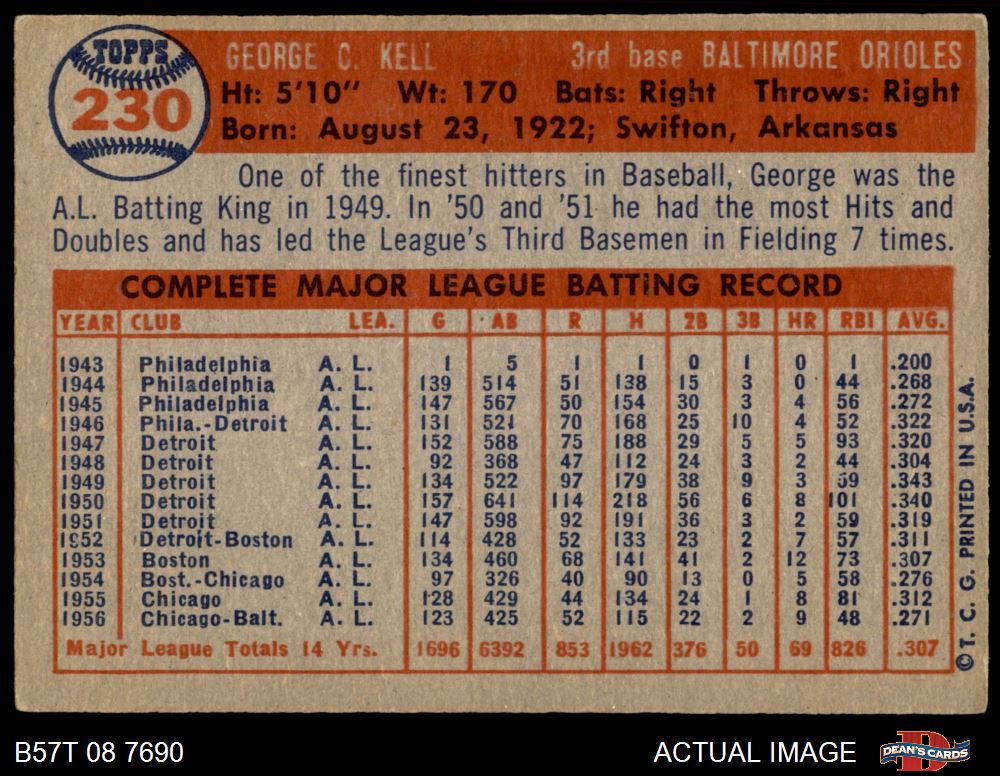 TOPPS
230
GEORGE C. KELL 3rd base BALTIMORE ORIOLES
Ht: 5'10" Wt: 170 Bats: Right Throws: Right
Born: August 23, 1922; Swifton, Arkansas
One of the finest hitters in Baseball, George was the
A.L. Batting King in 1949. In '50 and '51 he had the most Hits and
Doubles and has led the League's Third Basemen in Fielding 7 times.
COMPLETE MAJOR LEAGUE BATTING RECORD
YEAR CLUB LEA. G AB R H 2B 3B HR RBI AVG.
1943 Philadelphia A. L. 1 5 1 1 0 1 0 1 .200
1944 Philadelphia A. L. 139 514 51 138 15 3 0 44 .268
1945 Philadelphia A. L. 147 567 50 154 30 3 4 56 .272
1946 Phila.-Detroit A. L. 131 521 70 168 25 10 4 52 .322
1947 Detroit A. L. 152 588 75 188 29 5 5 93 .320
1948 Detroit A. L. 92 368 47 112 24 3 2 44 .304
1949 Detroit A. L. 134 522 97 179 38 9 3 59 .343
1950 Detroit A. L. 157 641 114 218 56 6 8 101 .340
1951 Detroit A. L. 147 598 92 191 36 3 2 59 .319
1952 Detroit-Boston A. L. 114 428 52 133 23 2 7 57 .311
1953 Boston A. L. 134 460 68 141 41 2 12 73 .307
1954 Bost.-Chicago A. L. 97 326 40 90 13 0 5 58 .276
1955 Chicago A. L. 128 429 44 134 24 1 8 81 .312
1956 Chicago-Balt. A. L. 123 425 52 115 22 2 9 48 .271
Major League Totals 14 Yrs. 1696 6392 853 1962 376 50 69 826 .307
©T. C. G. PRINTED IN U.S.A.
B57T 08 7690 ACTUAL IMAGE DEAN'S CARDS